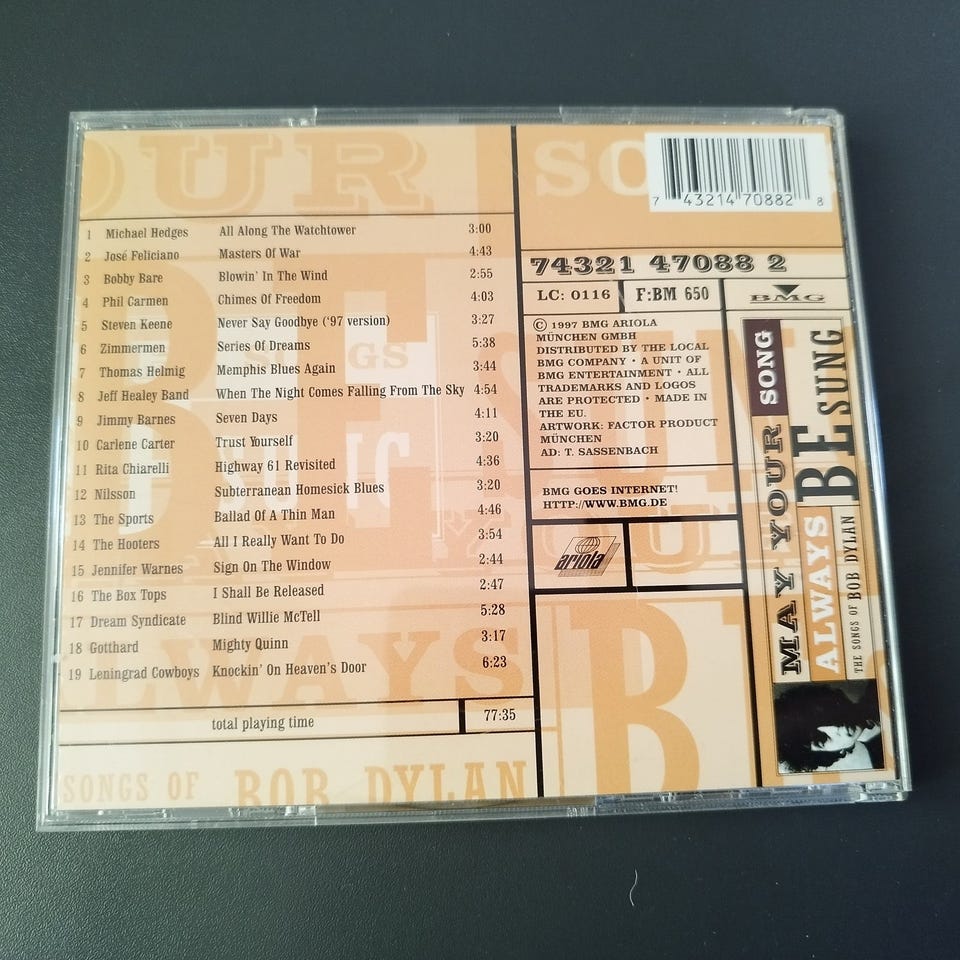 OUR
SO
7 43214 70882 8
1 Michael Hedges All Along The Watchtower 3:00
2 José Feliciano Masters Of War 4:43
3 Bobby Bare Blowin' In The Wind 2:55
4 Phil Carmen Chimes Of Freedom 4:03
5 Steven Keene Never Say Goodbye ('97 version) 3:27
6 Zimmermen Series Of Dreams 5:38
7 Thomas Helmig Memphis Blues Again 3:44
8 Jeff Healey Band When The Night Comes Falling From The Sky 4:54
9 Jimmy Barnes Seven Days 4:11
10 Carlene Carter Trust Yourself 3:20
11 Rita Chiarelli Highway 61 Revisited 4:36
12 Nilsson Subterranean Homesick Blues 3:20
13 The Sports Ballad Of A Thin Man 4:46
14 The Hooters All I Really Want To Do 3:54
15 Jennifer Warnes Sign On The Window 2:44
16 The Box Tops I Shall Be Released 2:47
17 Dream Syndicate Blind Willie McTell 5:28
18 Gotthard Mighty Quinn 3:17
19 Leningrad Cowboys Knockin' On Heaven's Door 6:23
total playing time 77:35
SONGS OF BOB DYLAN
74321 47088 2
LC: 0116 F:BM 650 BMG
© 1997 BMG ARIOLA
MÜNCHEN GMBH
DISTRIBUTED BY THE LOCAL
BMG COMPANY • A UNIT OF
BMG ENTERTAINMENT • ALL
TRADEMARKS AND LOGOS
ARE PROTECTED • MADE IN
THE EU.
ARTWORK: FACTOR PRODUCT
MÜNCHEN
AD: T. SASSENBACH
BMG GOES INTERNET!
HTTP://WWW.BMG.DE
ariola
MAY YOUR SONG
ALWAYS BE SUNG
THE SONGS OF BOB DYLAN